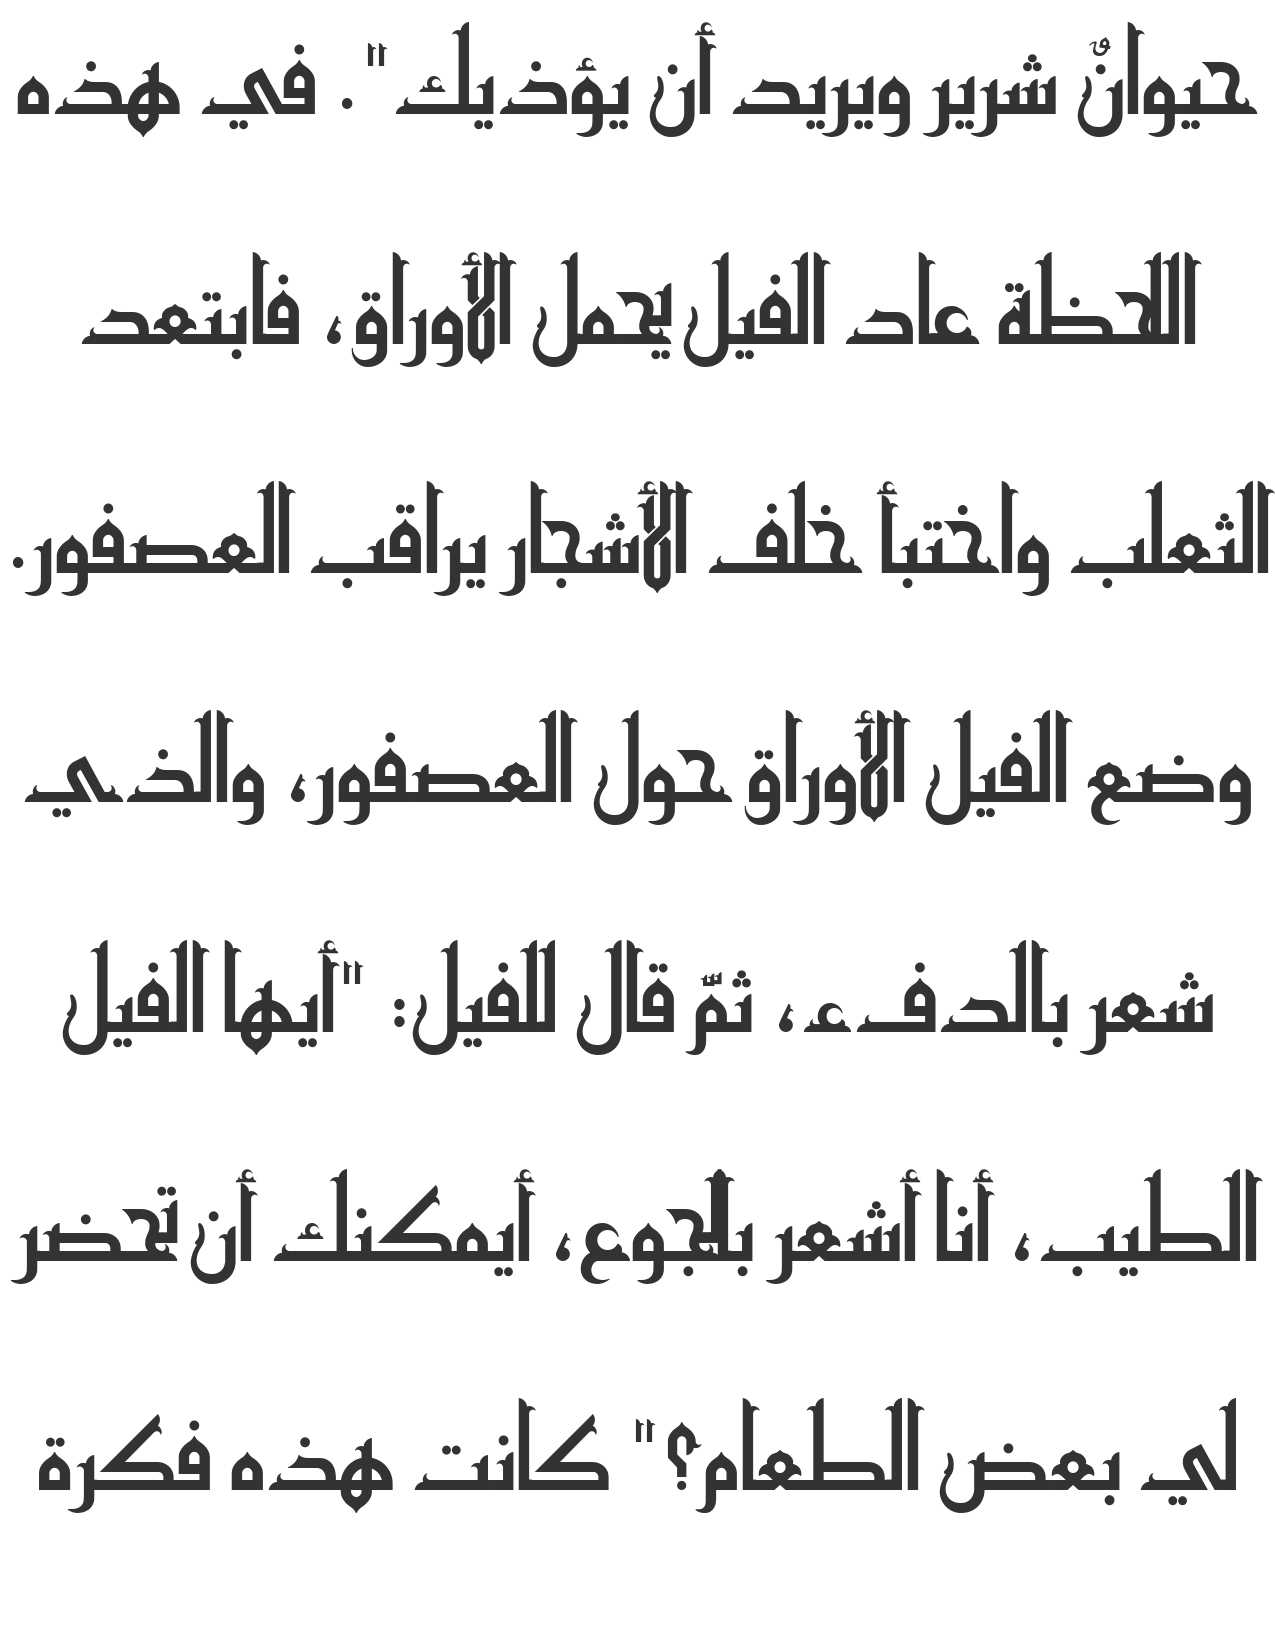 حيوانٌ شرير ويريد أن يؤذيك". في هذه
اللحظة عاد الفيل يحمل الأوراق، فابتعد
الثعلب واختبأ خلف الأشجار يراقب العصفور.
وضع الفيل الأوراق حول العصفور، والذي
شعر بالدفء، ثمّ قال للفيل: "أيها الفيل
الطيب، أنا أشعر بالجوع، أيمكنك أن تحضر
لي بعض الطعام؟" كانت هذه فكرة